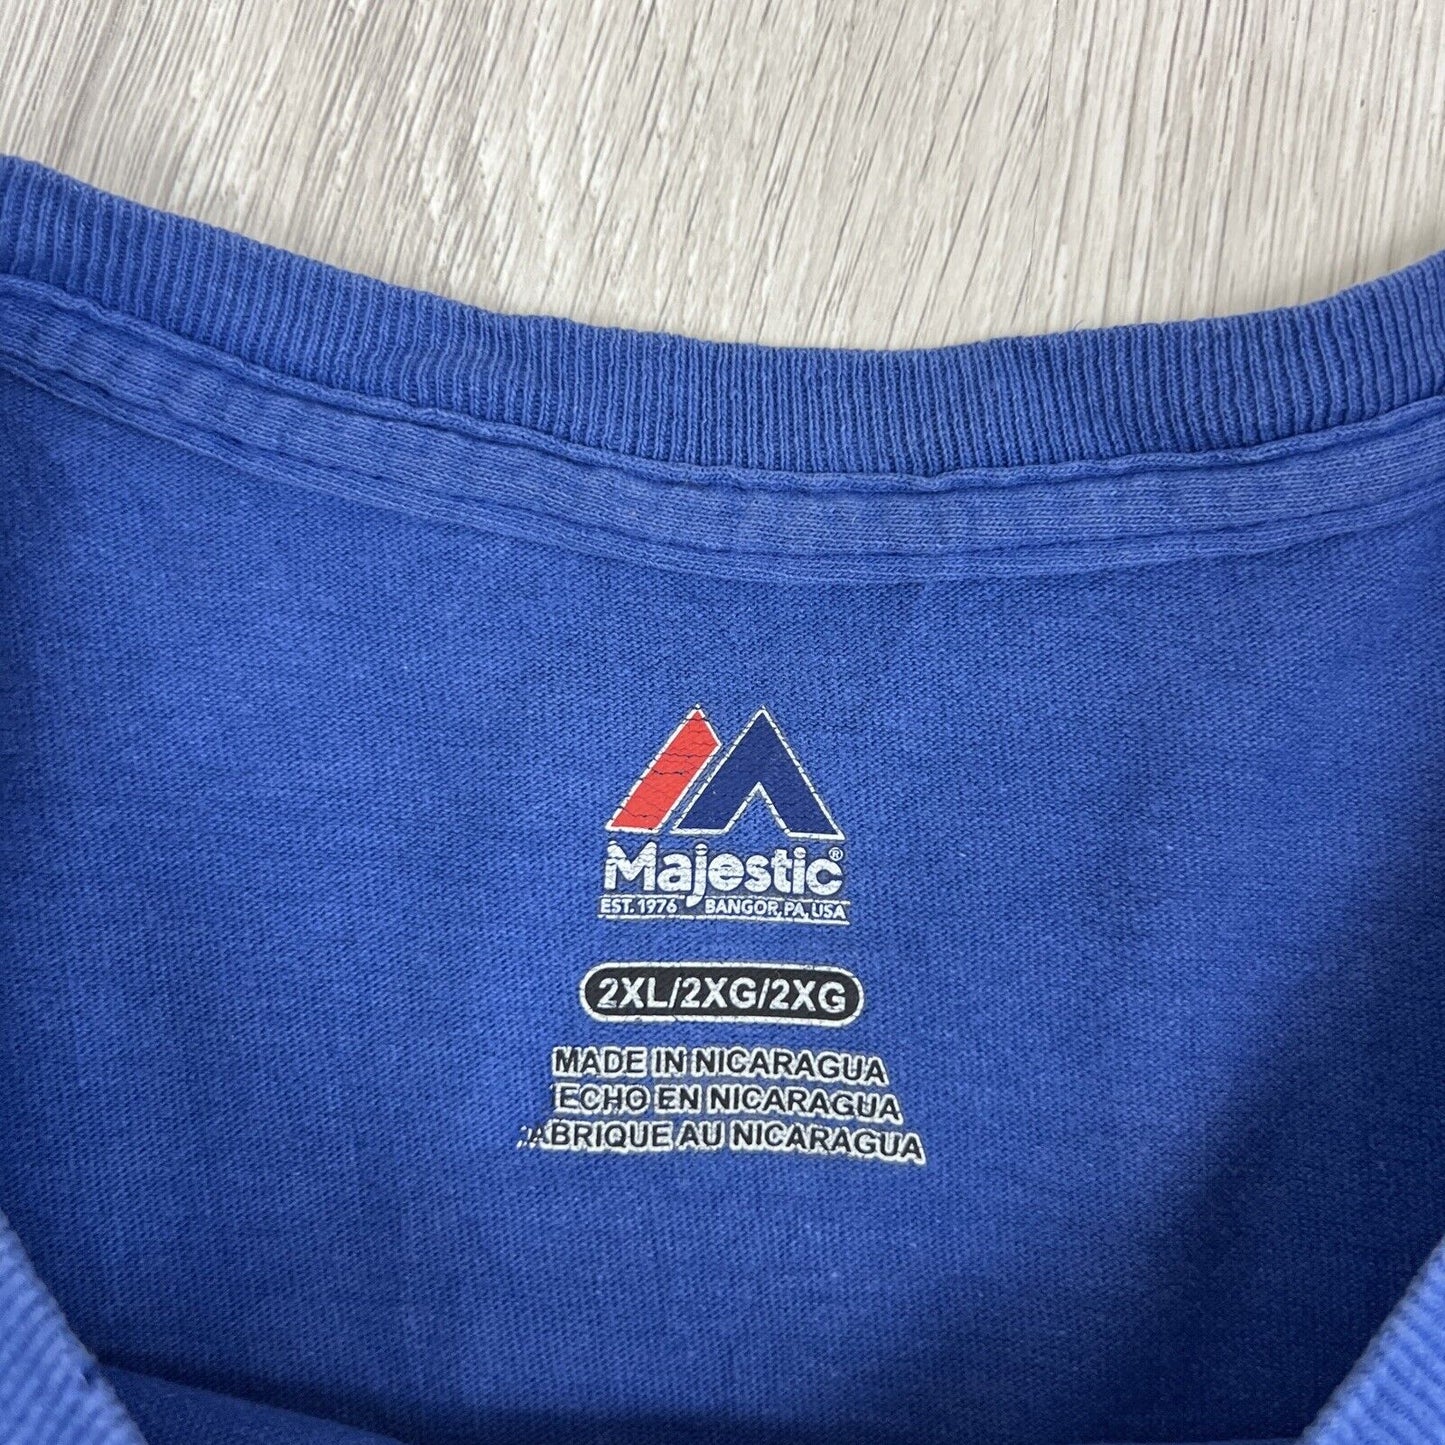 Majestic®
EST. 1976 BANGOR, PA, USA
2XL/2XG/2XG
MADE IN NICARAGUA
ECHO EN NICARAGUA
ABRIQUE AU NICARAGUA